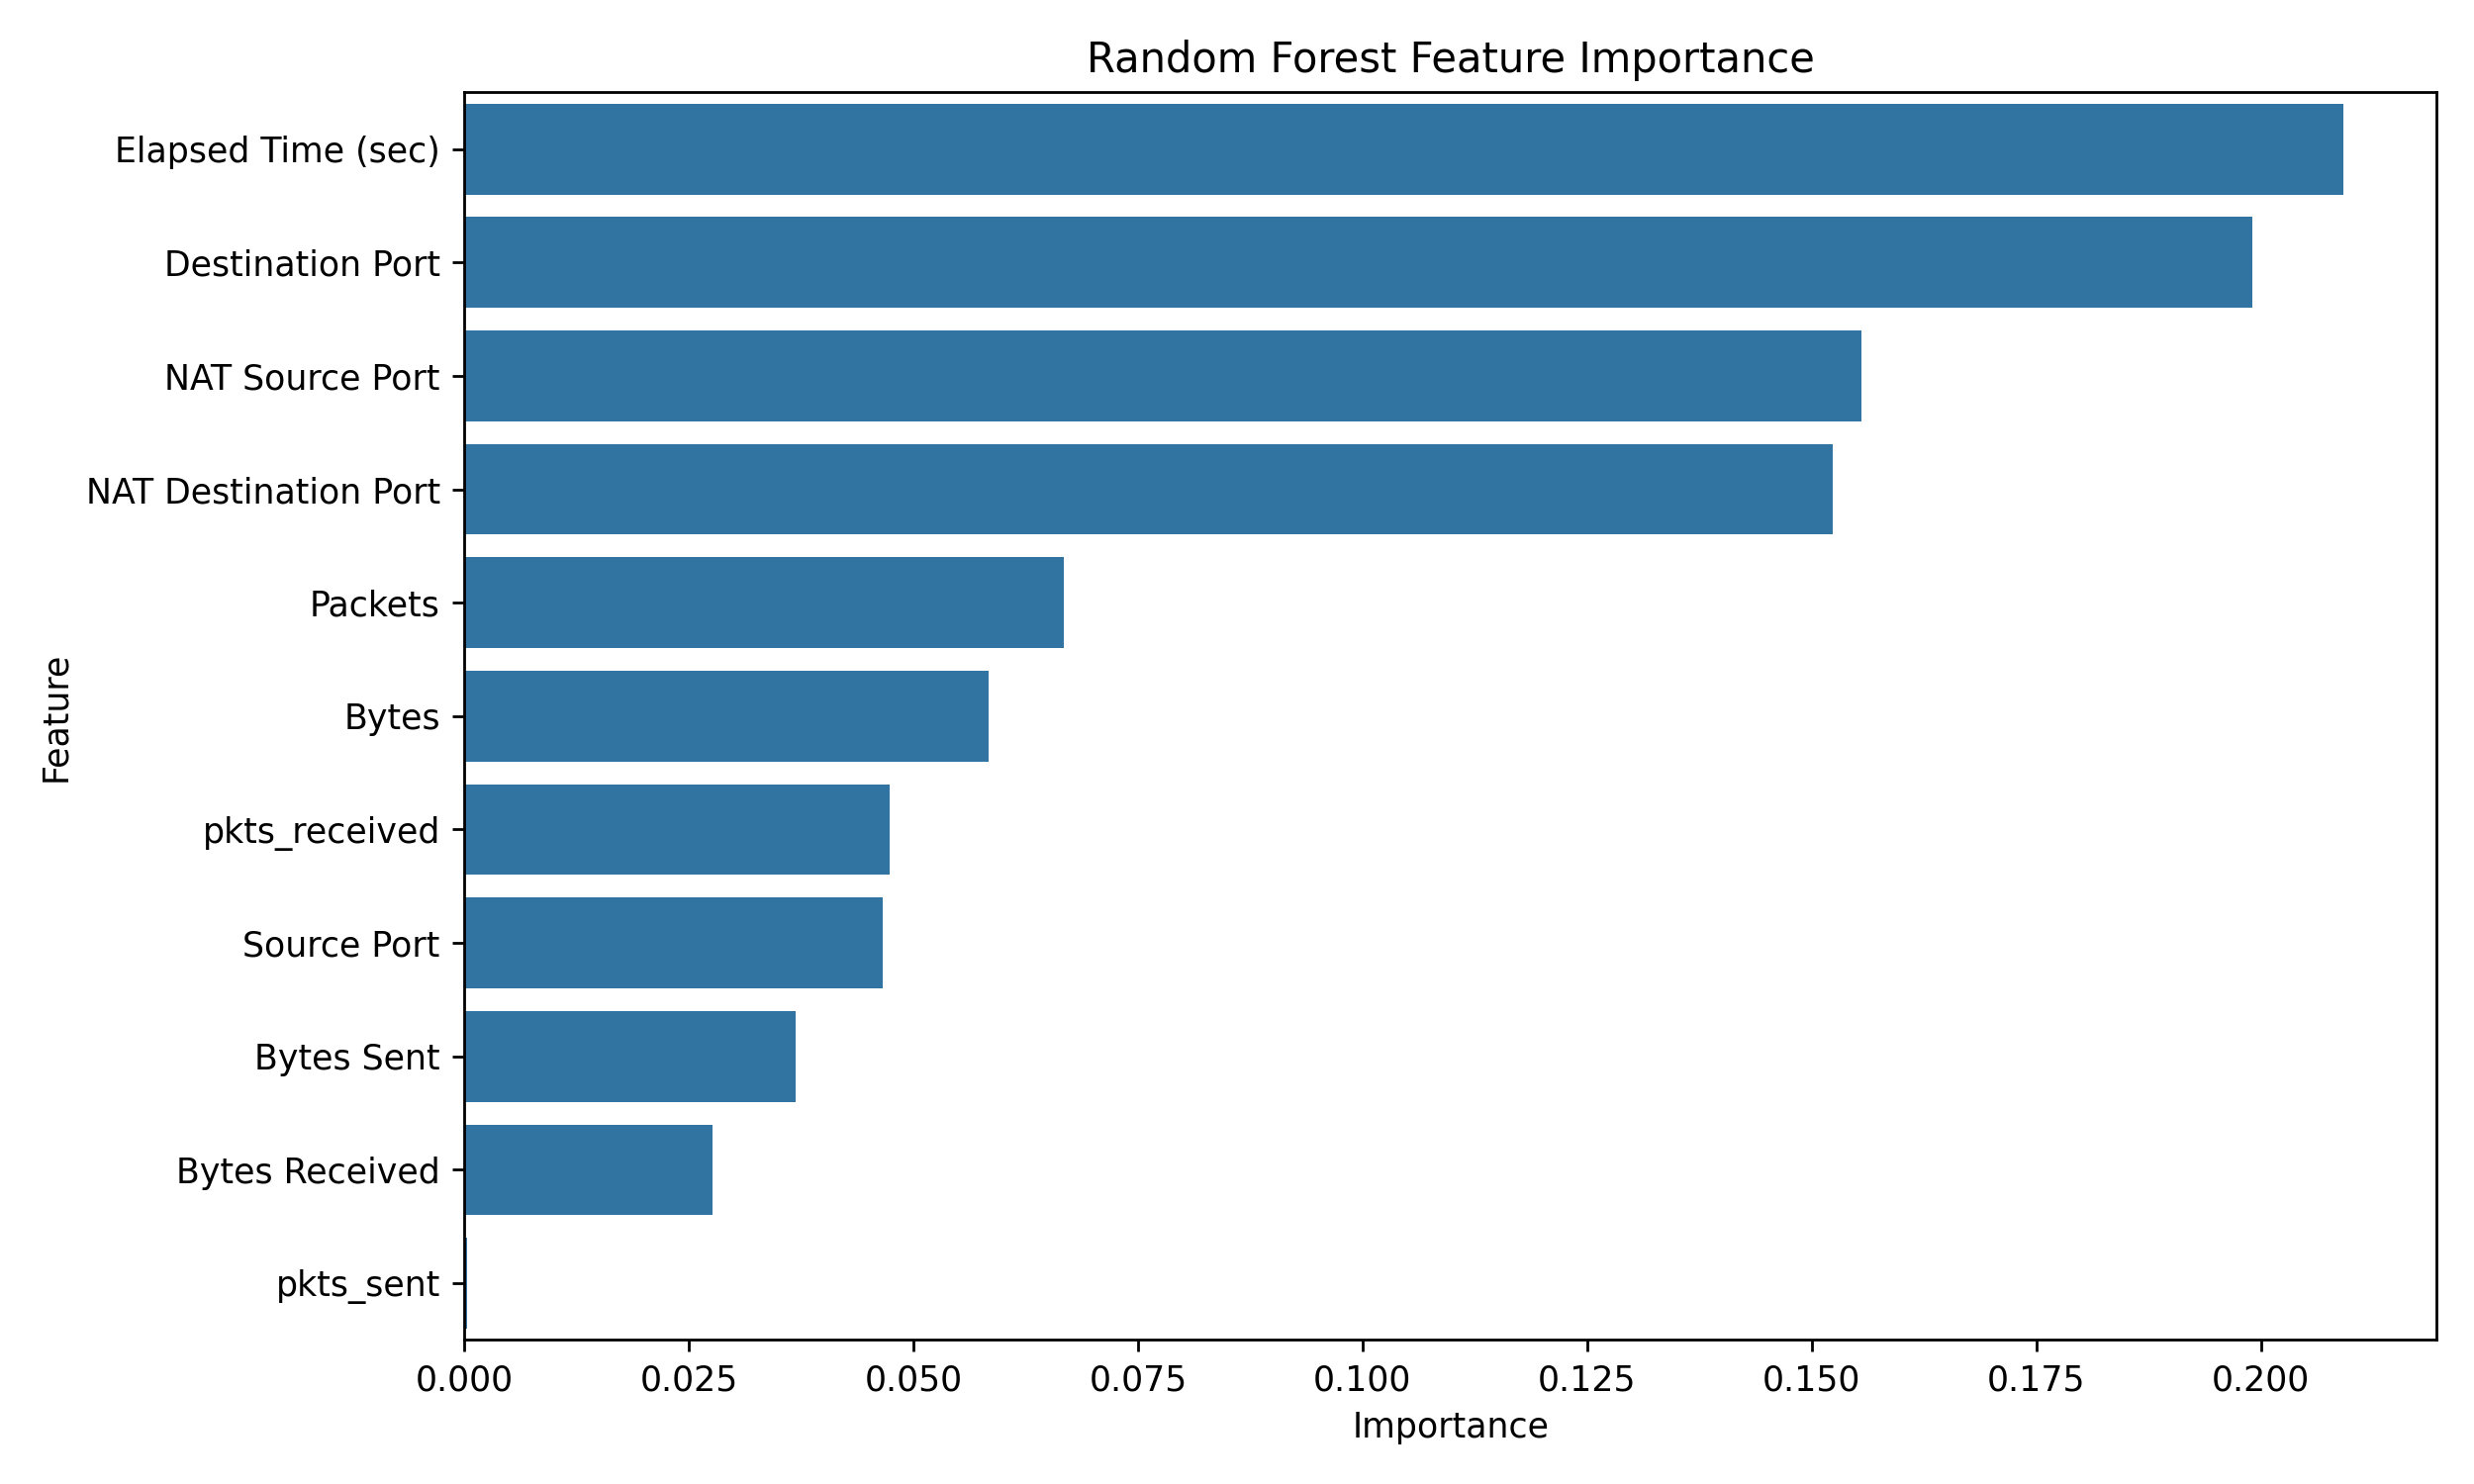 Random Forest Feature Importance
Elapsed Time (sec)
Destination Port
NAT Source Port
NAT Destination Port
Packets
Bytes
pkts_received
Source Port
Bytes Sent
Bytes Received
pkts_sent
Feature
0.000 0.025 0.050 0.075 0.100 0.125 0.150 0.175 0.200
Importance